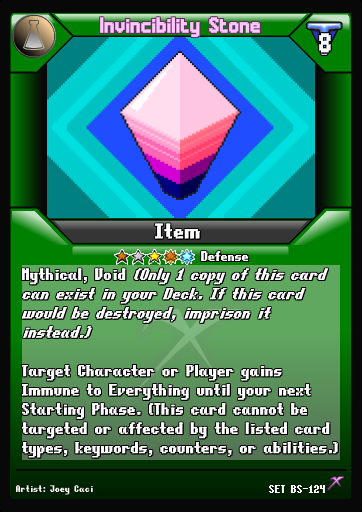 Invincibility Stone
8
Item
Defense
Mythical, Void (Only 1 copy of this card
can exist in your Deck. If this card
would be destroyed, imprison it
instead.)
Target Character or Player gains
Immune to Everything until your next
Starting Phase. (This card cannot be
targeted or affected by the listed card
types, keywords, counters, or abilities.)
Artist: Joey Caci
SET BS-124